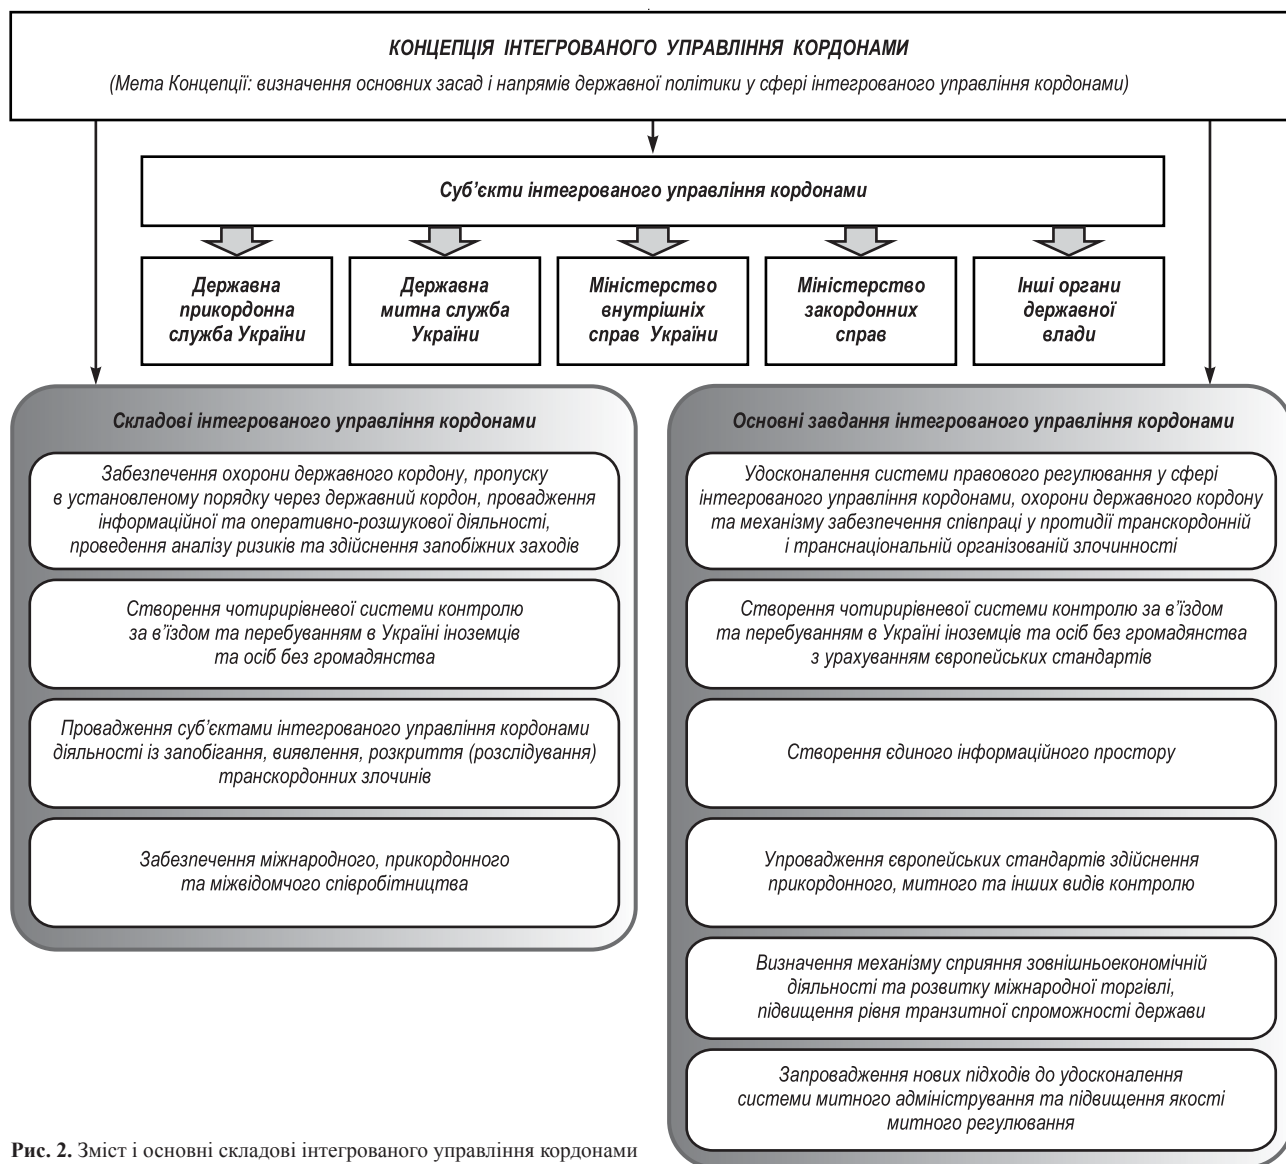 КОНЦЕПЦІЯ ІНТЕГРОВАНОГО УПРАВЛІННЯ КОРДОНАМИ
(Мета Концепції: визначення основних засад і напрямів державної політики у сфері інтегрованого управління кордонами)
Суб’єкти інтегрованого управління кордонами
Державна
прикордонна
служба України
Державна
митна служба
України
Міністерство
внутрішніх
справ України
Міністерство
закордонних
справ
Інші органи
державної
влади
Складові інтегрованого управління кордонами
Забезпечення охорони державного кордону, пропуску
в установленому порядку через державний кордон, провадження
інформаційної та оперативно-розшукової діяльності,
проведення аналізу ризиків та здійснення запобіжних заходів
Створення чотирирівневої системи контролю
за в’їздом та перебуванням в Україні іноземців
та осіб без громадянства
Провадження суб’єктами інтегрованого управління кордонами
діяльності із запобігання, виявлення, розкриття (розслідування)
транскордонних злочинів
Забезпечення міжнародного, прикордонного
та міжвідомчого співробітництва
Основні завдання інтегрованого управління кордонами
Удосконалення системи правового регулювання у сфері
інтегрованого управління кордонами, охорони державного кордону
та механізму забезпечення співпраці у протидії транскордонній
і транснаціональній організованій злочинності
Створення чотирирівневої системи контролю за в’їздом
та перебуванням в Україні іноземців та осіб без громадянства
з урахуванням європейських стандартів
Створення єдиного інформаційного простору
Упровадження європейських стандартів здійснення
прикордонного, митного та інших видів контролю
Визначення механізму сприяння зовнішньоекономічній
діяльності та розвитку міжнародної торгівлі,
підвищення рівня транзитної спроможності держави
Запровадження нових підходів до удосконалення
системи митного адміністрування та підвищення якості
митного регулювання
Рис. 2. Зміст і основні складові інтегрованого управління кордонами